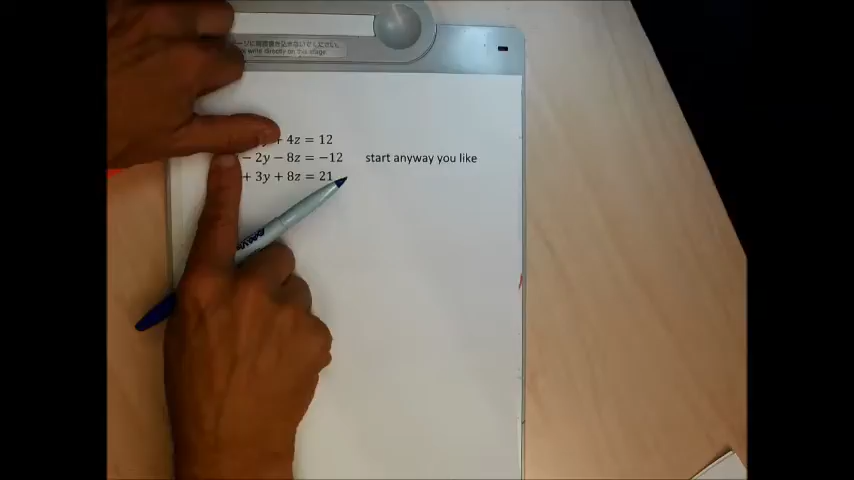 ージに直接書き込まないでください。
write directly on this stage
y + 4z = 12
− 2y − 8z = −12 start anyway you like
+ 3y + 8z = 21